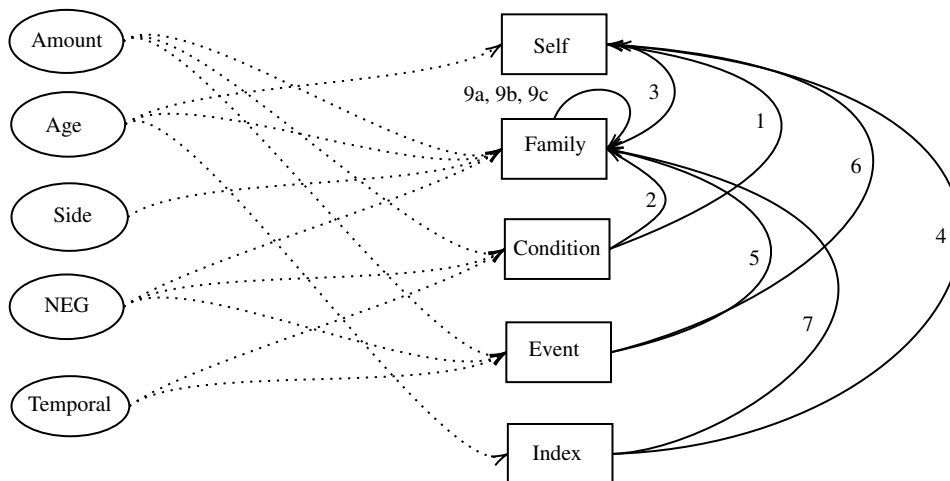 Amount
Age
Side
NEG
Temporal
Self
9a, 9b, 9c
Family
Condition
Event
Index
3
1
2
6
5
4
7